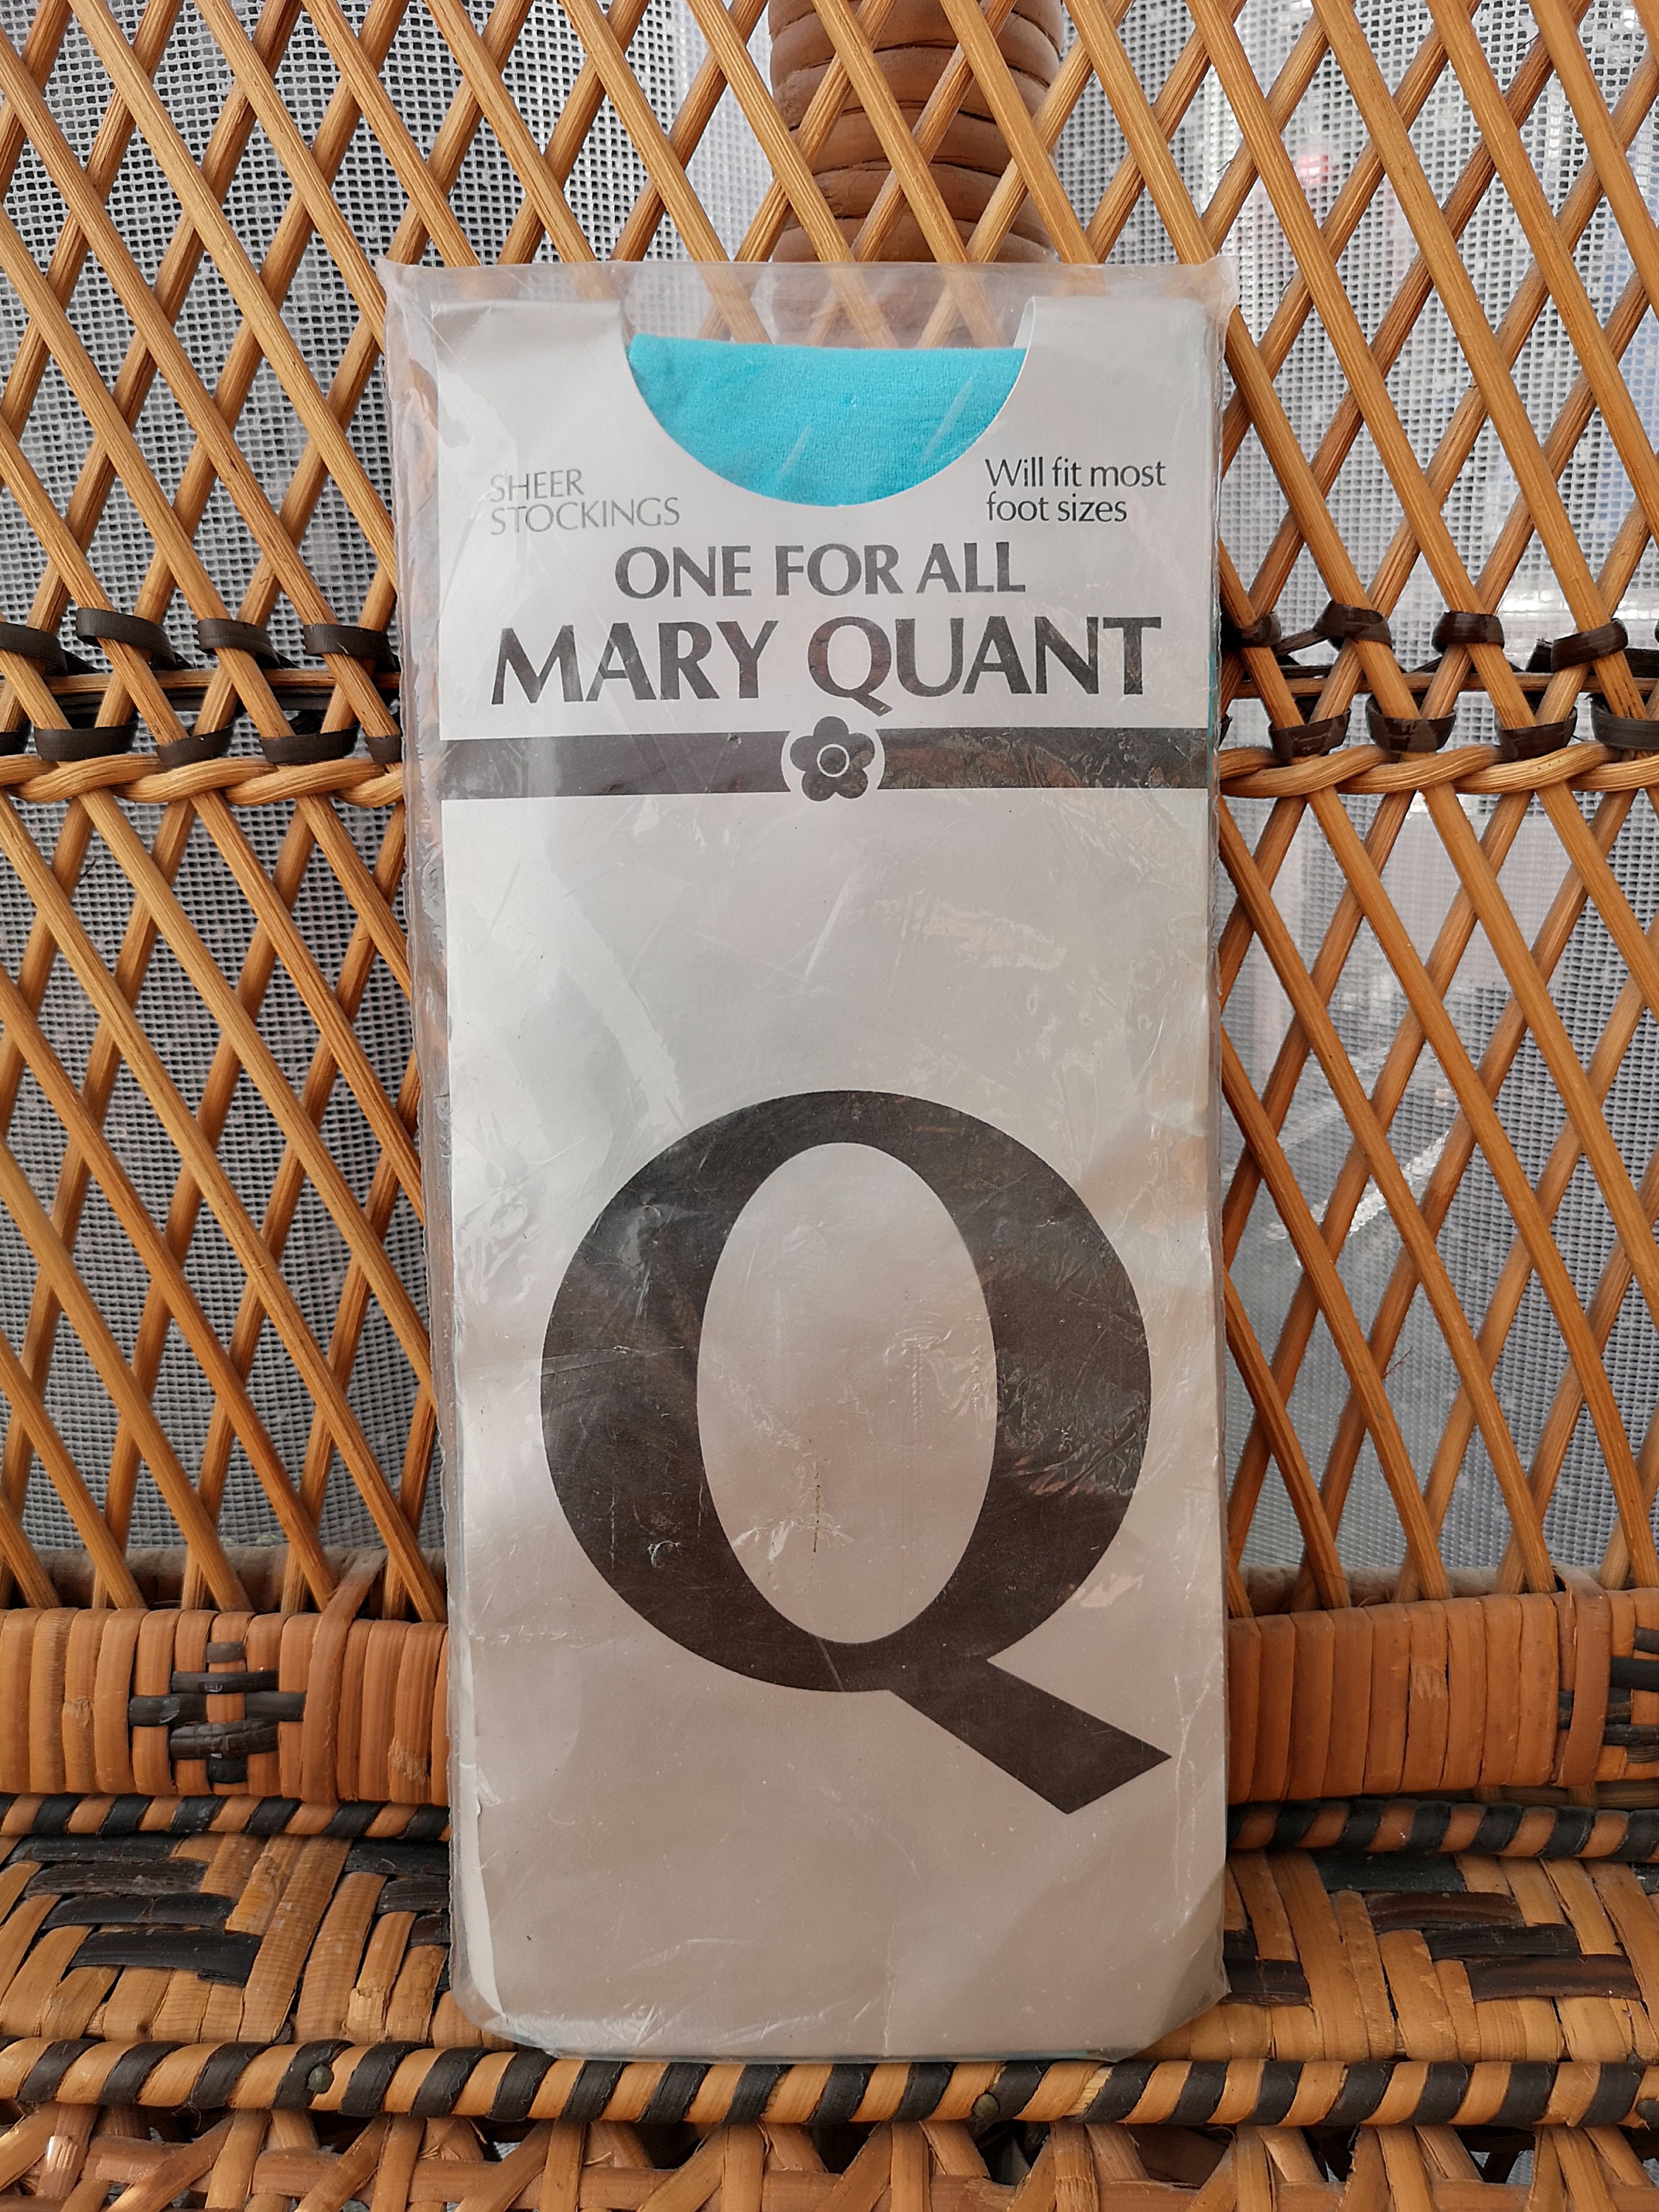 SHEER
STOCKINGS
Will fit most
foot sizes
ONE FOR ALL
MARY QUANT
Q